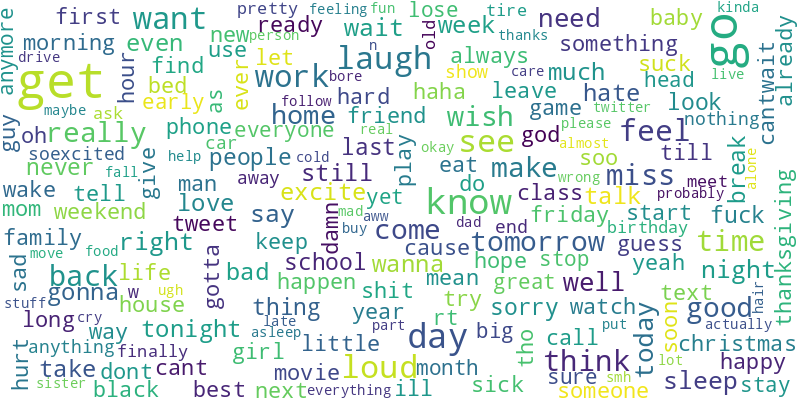 anymore
first
want
pretty
feeling
fun
tire
person
ready
wait
lose
old
week
thanks
need
baby
kinda
go
already
morning
even
new
use
let
n
laugh
always
something
suck
live
drive
get
hour
find
work
bore
show
care
much
head
cantwait
bed
as
ever
follow
hard
haha
leave
hate
look
maybe
ask
early
home
friend
wish
game
twitter
nothing
guy
oh
really
phone
everyone
real
see
god
please
feel
car
last
play
okay
almost
till
soexcited
help
people
cold
still
eat
make
soo
miss
meet
break
alone
never
fall
give
man
away
excite
yet
do
class
wrong
talk
probably
wake
tell
love
know
mom
weekend
tweet
say
damn
mad
aww
dad
end
friday
birthday
start
fuck
thanksgiving
family
right
keep
buy
come
cause
tomorrow
guess
time
move
food
gotta
school
wanna
hope
stop
yeah
night
sad
back
life
bad
happen
mean
great
well
gonna
w
ugh
shit
try
text
stuff
house
thing
year
rt
sorry
watch
good
hair
long
cry
way
tonight
late
part
day
big
tho
call
put
today
soon
actually
asleep
little
christmas
hurt
anything
finally
girl
movie
loud
month
think
lot
happy
take
dont
cant
sure
smh
sleep
stay
sister
black
best
next
everything
ill
sick
someone